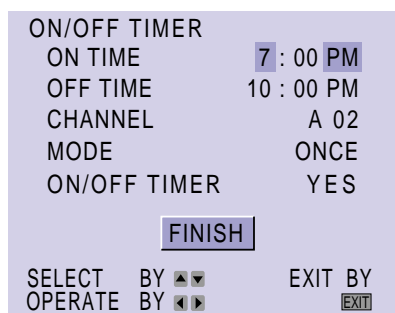 ON/OFF TIMER
ON TIME 7 : 00 PM
OFF TIME 10 : 00 PM
CHANNEL A 02
MODE ONCE
ON/OFF TIMER YES
FINISH
SELECT BY ▲▼ EXIT BY
OPERATE BY ◀▶ EXIT